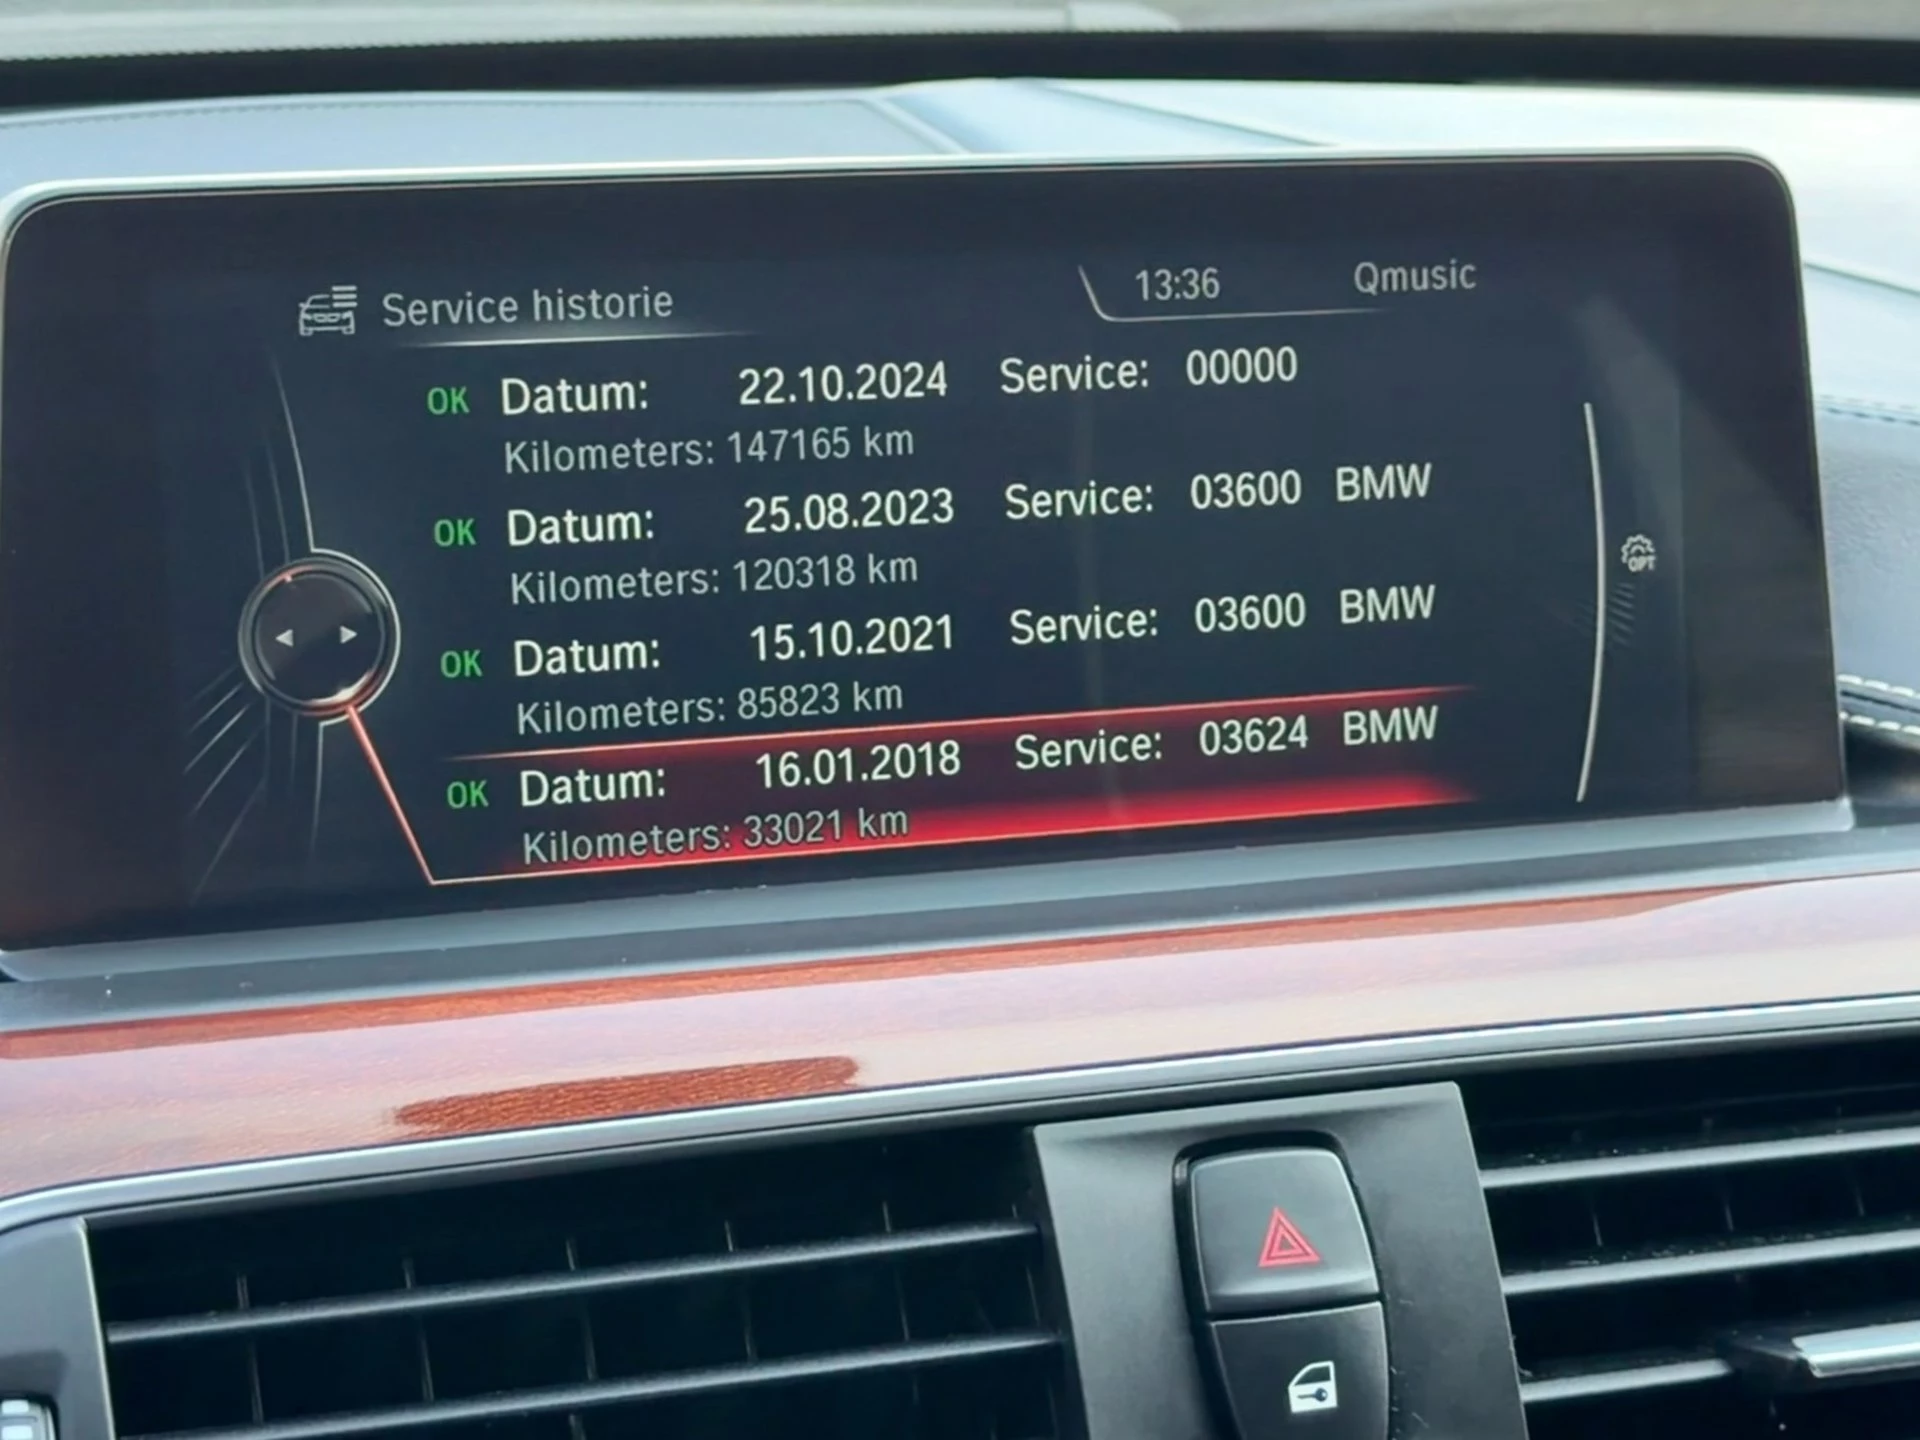 Service historie
13:36 Qmusic
OK Datum: 22.10.2024 Service: 00000
Kilometers: 147165 km
OK Datum: 25.08.2023 Service: 03600 BMW
Kilometers: 120318 km
OK Datum: 15.10.2021 Service: 03600 BMW
Kilometers: 85823 km
OK Datum: 16.01.2018 Service: 03624 BMW
Kilometers: 33021 km
OPT